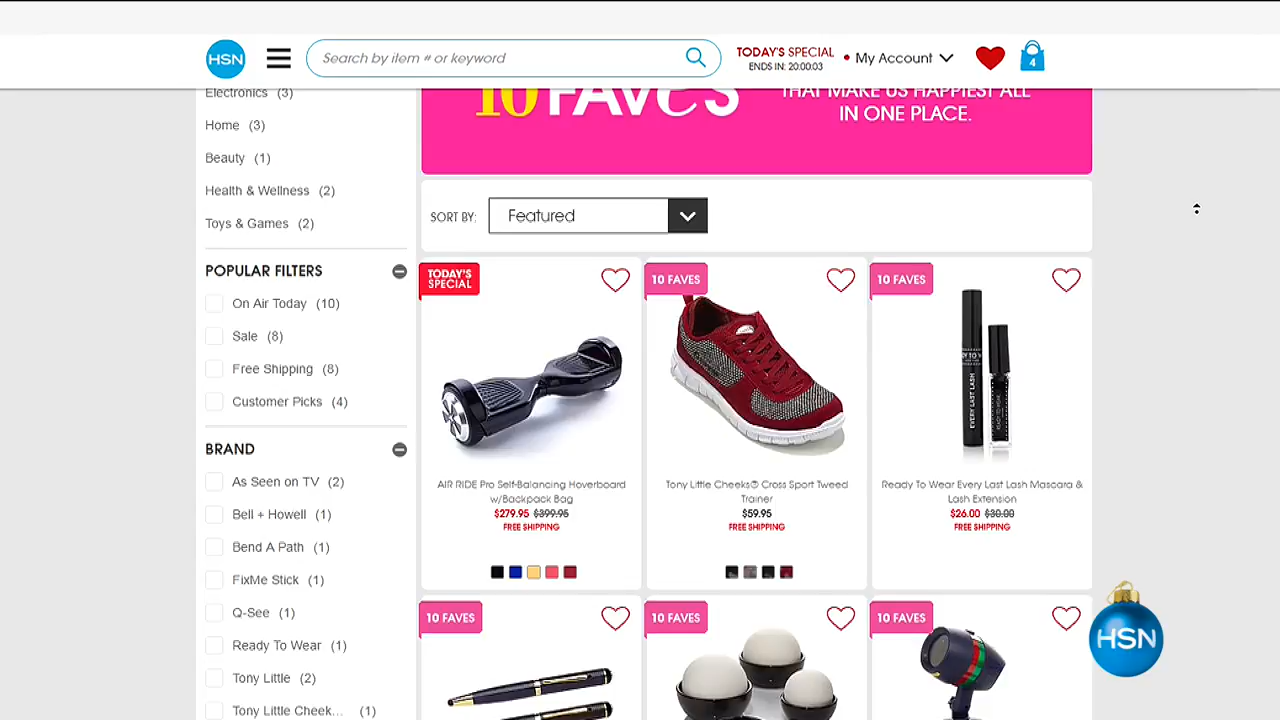 HSN
Search by item # or keyword
TODAY'S SPECIAL
ENDS IN: 20:00:03
My Account
4
Electronics (3)
Home (3)
Beauty (1)
Health & Wellness (2)
Toys & Games (2)
POPULAR FILTERS
On Air Today (10)
Sale (8)
Free Shipping (8)
Customer Picks (4)
BRAND
As Seen on TV (2)
Bell + Howell (1)
Bend A Path (1)
FixMe Stick (1)
Q-See (1)
Ready To Wear (1)
Tony Little (2)
Tony Little Cheek... (1)
10 FAVES
THAT MAKE US HAPPIEST ALL
IN ONE PLACE.
SORT BY:
Featured
TODAY'S
SPECIAL
AIR RIDE Pro Self-Balancing Hoverboard
w/Backpack Bag
$279.95 $399.95
FREE SHIPPING
10 FAVES
Tony Little Cheeks® Cross Sport Tweed
Trainer
$59.95
FREE SHIPPING
10 FAVES
EVERY LAST LASH
Ready To Wear Every Last Lash Mascara &
Lash Extension
$26.00 $30.00
FREE SHIPPING
10 FAVES
10 FAVES
10 FAVES
HSN